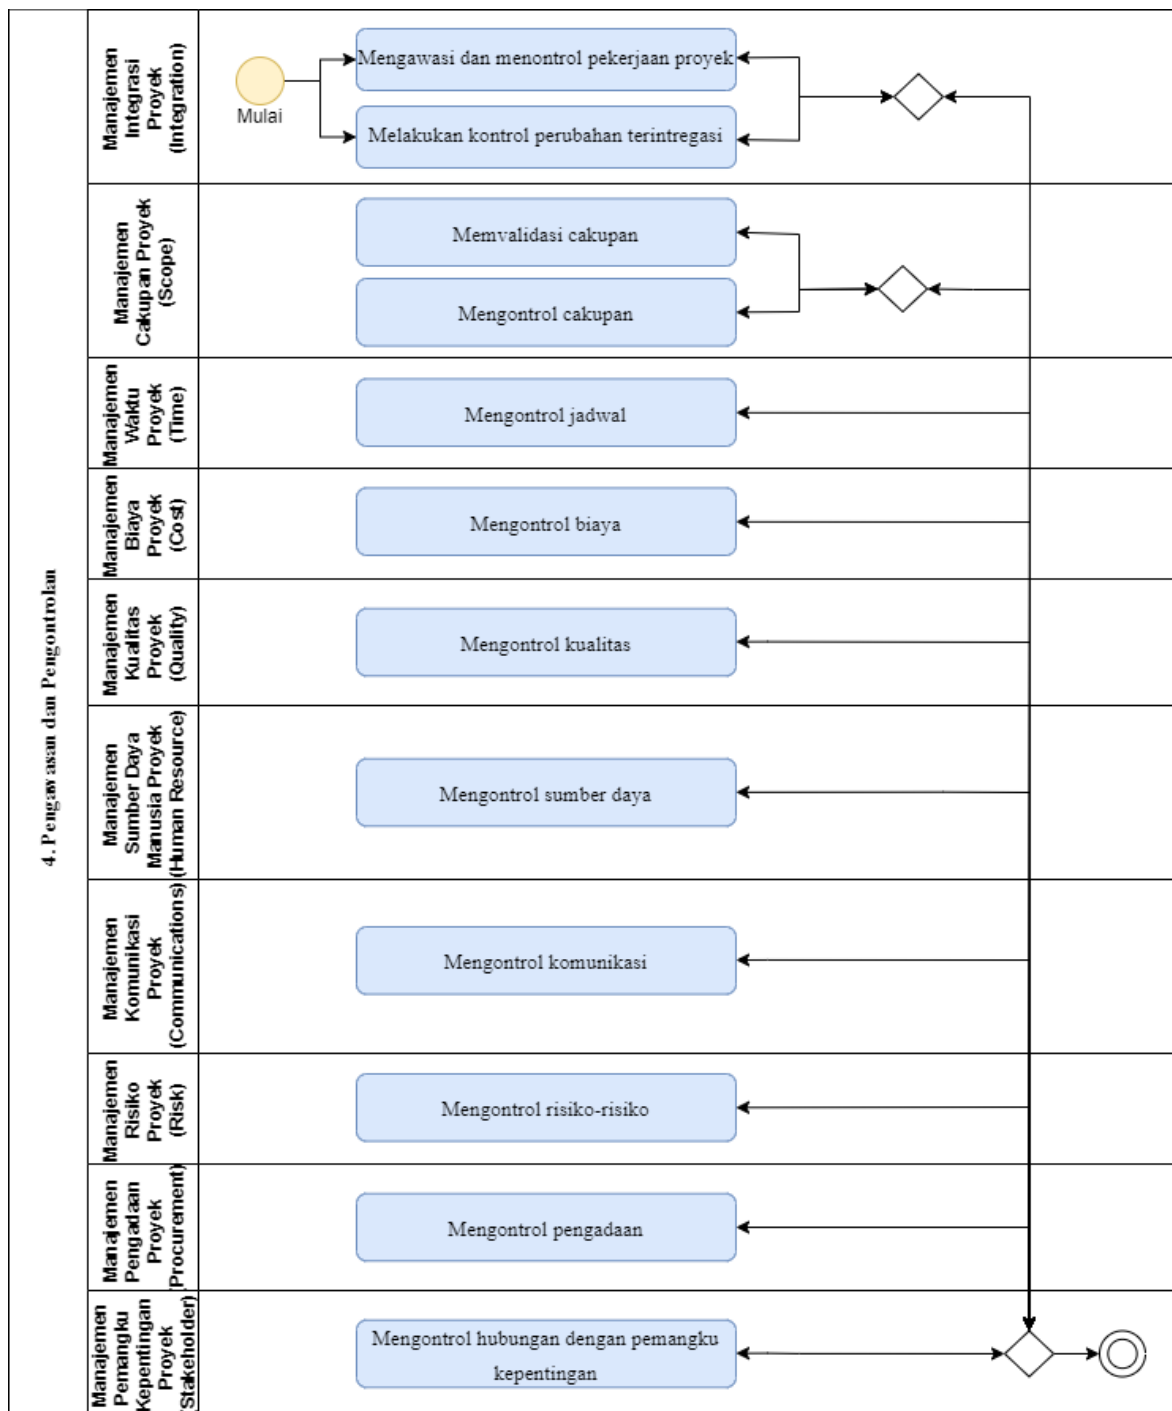 4. Pengawasan dan Pengontrolan
Manajemen
Integrasi
Proyek
(Integration)
Mulai
Mengawasi dan menontrol pekerjaan proyek
Melakukan kontrol perubahan terintregasi
Manajemen
Cakupan Proyek
(Scope)
Memvalidasi cakupan
Mengontrol cakupan
Manajemen
Waktu
Proyek
(Time)
Mengontrol jadwal
Manajemen
Biaya
Proyek
(Cost)
Mengontrol biaya
Manajemen
Kualitas
Proyek
(Quality)
Mengontrol kualitas
Manajemen
Sumber Daya
Manusia Proyek
(Human Resource)
Mengontrol sumber daya
Manajemen
Komunikasi
Proyek
(Communications)
Mengontrol komunikasi
Manajemen
Risiko
Proyek
(Risk)
Mengontrol risiko-risiko
Manajemen
Pengadaan
Proyek
(Procurement)
Mengontrol pengadaan
Manajemen
Pemangku
Kepentingan
Proyek
(Stakeholder)
Mengontrol hubungan dengan pemangku
kepentingan